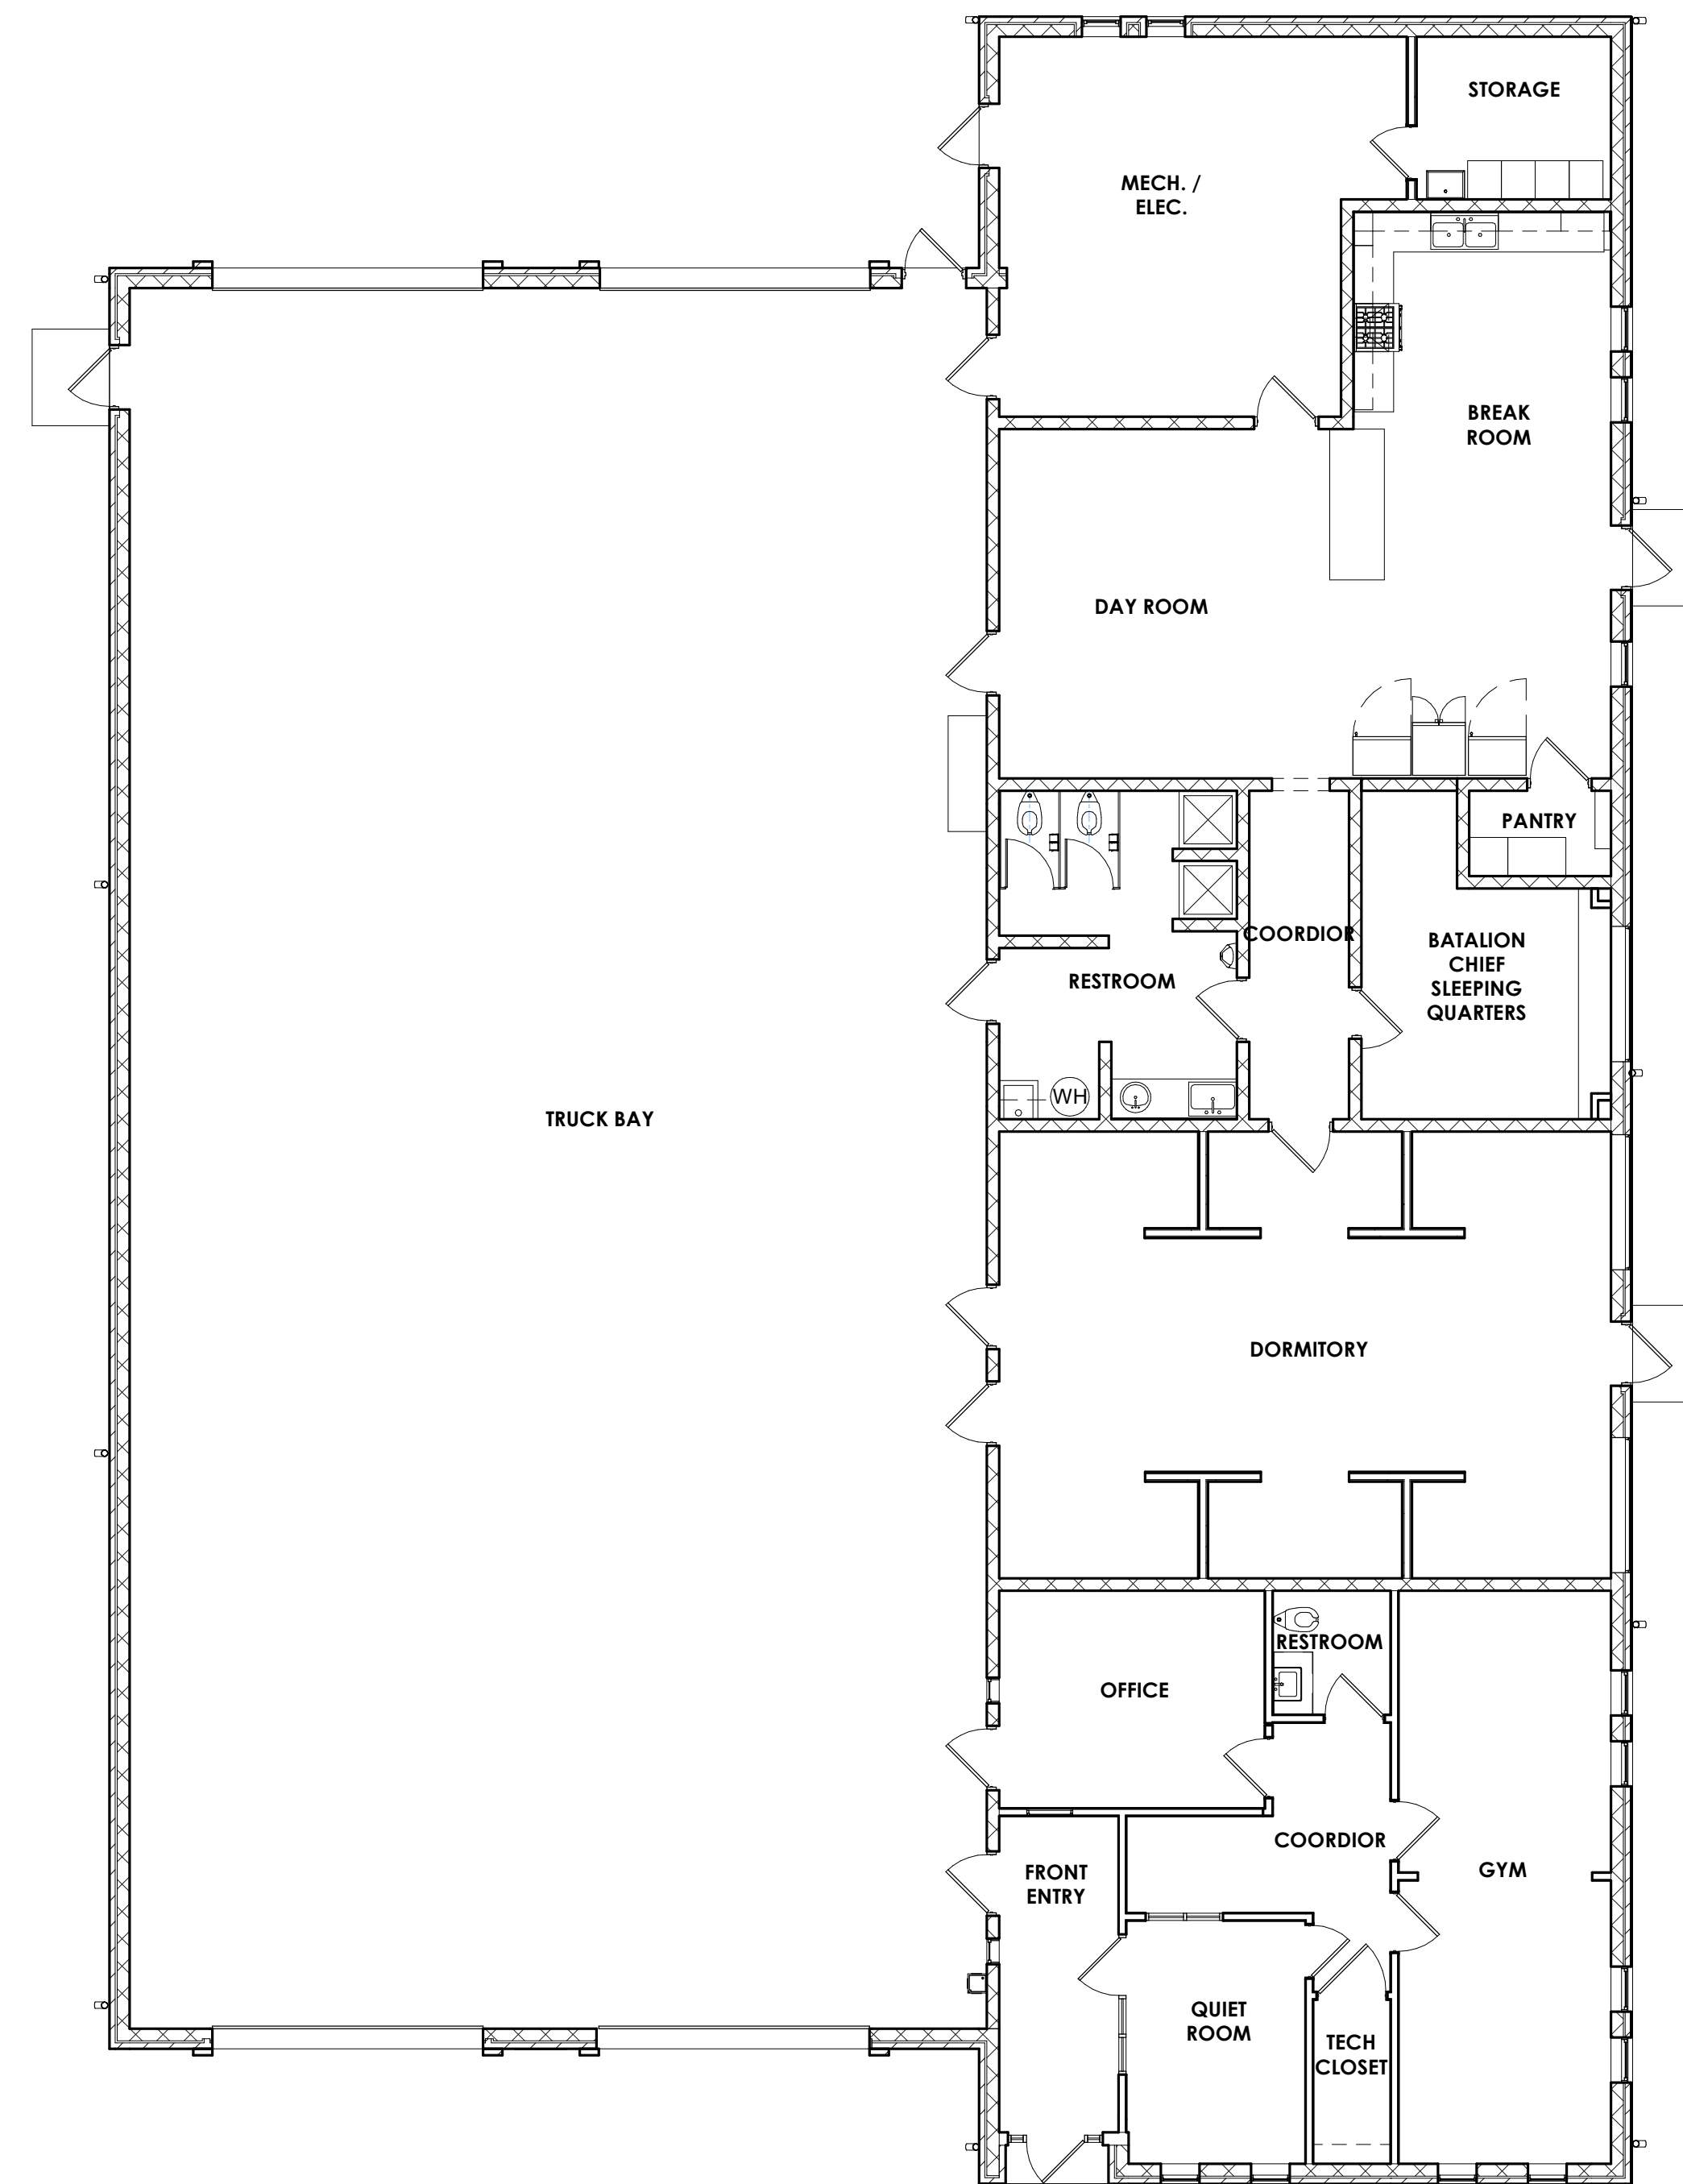 STORAGE
MECH. /
ELEC.
BREAK
ROOM
DAY ROOM
PANTRY
COORDIOR
BATALION
CHIEF
SLEEPING
QUARTERS
RESTROOM
WH
TRUCK BAY
DORMITORY
RESTROOM
OFFICE
COORDIOR
GYM
FRONT
ENTRY
QUIET
ROOM
TECH
CLOSET